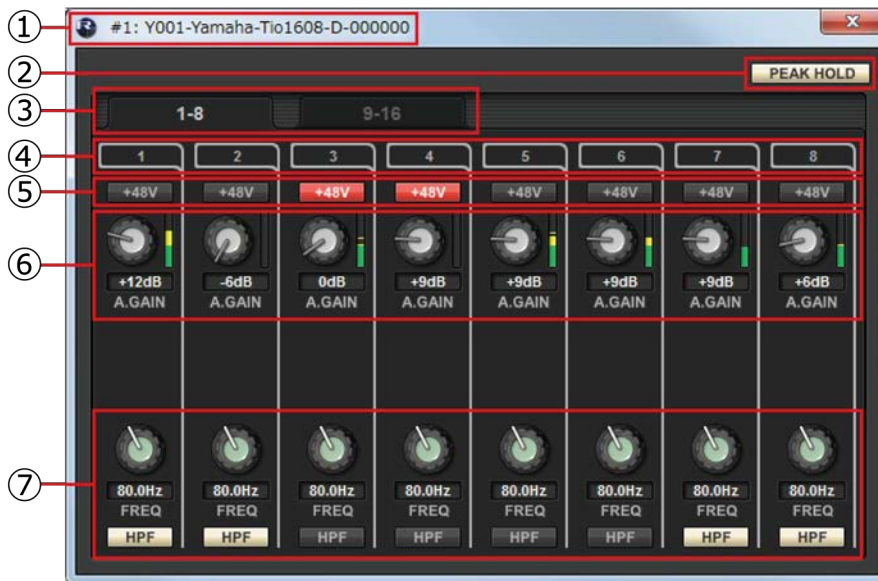 ① #1: Y001-Yamaha-Tio1608-D-000000
② PEAK HOLD
③ 1-8 9-16
④ 1 2 3 4 5 6 7 8
⑤ +48V +48V +48V +48V +48V +48V +48V +48V
⑥
+12dB -6dB 0dB +9dB +9dB +9dB +9dB +6dB
A.GAIN A.GAIN A.GAIN A.GAIN A.GAIN A.GAIN A.GAIN A.GAIN
⑦
80.0Hz 80.0Hz 80.0Hz 80.0Hz 80.0Hz 80.0Hz 80.0Hz 80.0Hz
FREQ FREQ FREQ FREQ FREQ FREQ FREQ FREQ
HPF HPF HPF HPF HPF HPF HPF HPF